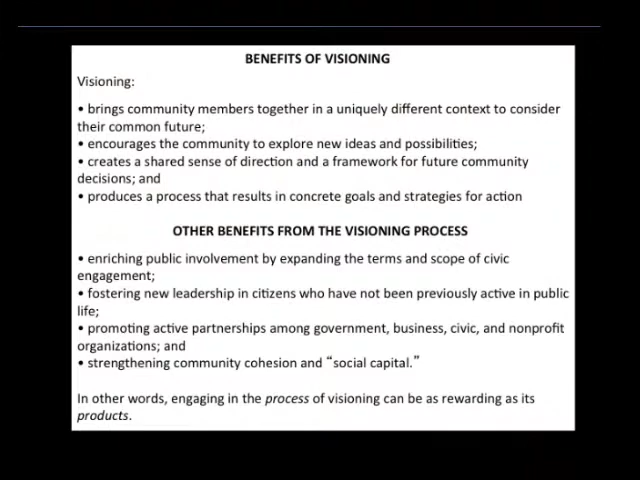 BENEFITS OF VISIONING
Visioning:
• brings community members together in a uniquely different context to consider
their common future;
• encourages the community to explore new ideas and possibilities;
• creates a shared sense of direction and a framework for future community
decisions; and
• produces a process that results in concrete goals and strategies for action
OTHER BENEFITS FROM THE VISIONING PROCESS
• enriching public involvement by expanding the terms and scope of civic
engagement;
• fostering new leadership in citizens who have not been previously active in public
life;
• promoting active partnerships among government, business, civic, and nonprofit
organizations; and
• strengthening community cohesion and “social capital.”
In other words, engaging in the process of visioning can be as rewarding as its
products.